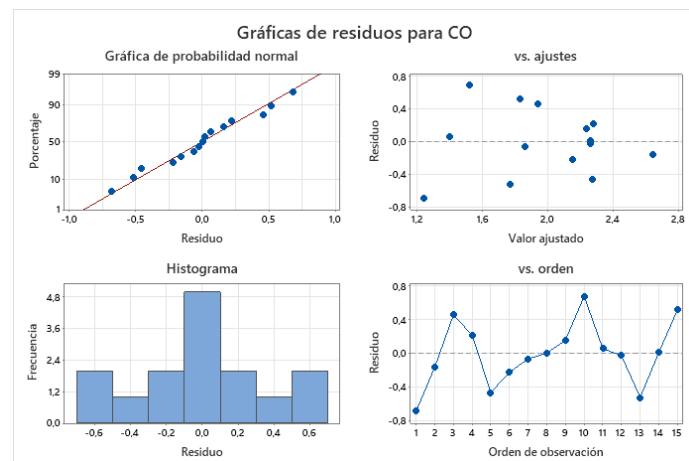 Gráficas de residuos para CO
Gráfica de probabilidad normal
99
90
50
10
1
Porcentaje
-1,0 -0,5 0,0 0,5 1,0
Residuo
vs. ajustes
0,8
0,4
0,0
-0,4
-0,8
Residuo
1,2 1,6 2,0 2,4 2,8
Valor ajustado
Histograma
4,8
3,6
2,4
1,2
0,0
Frecuencia
-0,6 -0,4 -0,2 0,0 0,2 0,4 0,6
Residuo
vs. orden
0,8
0,4
0,0
-0,4
-0,8
Residuo
1 2 3 4 5 6 7 8 9 10 11 12 13 14 15
Orden de observación